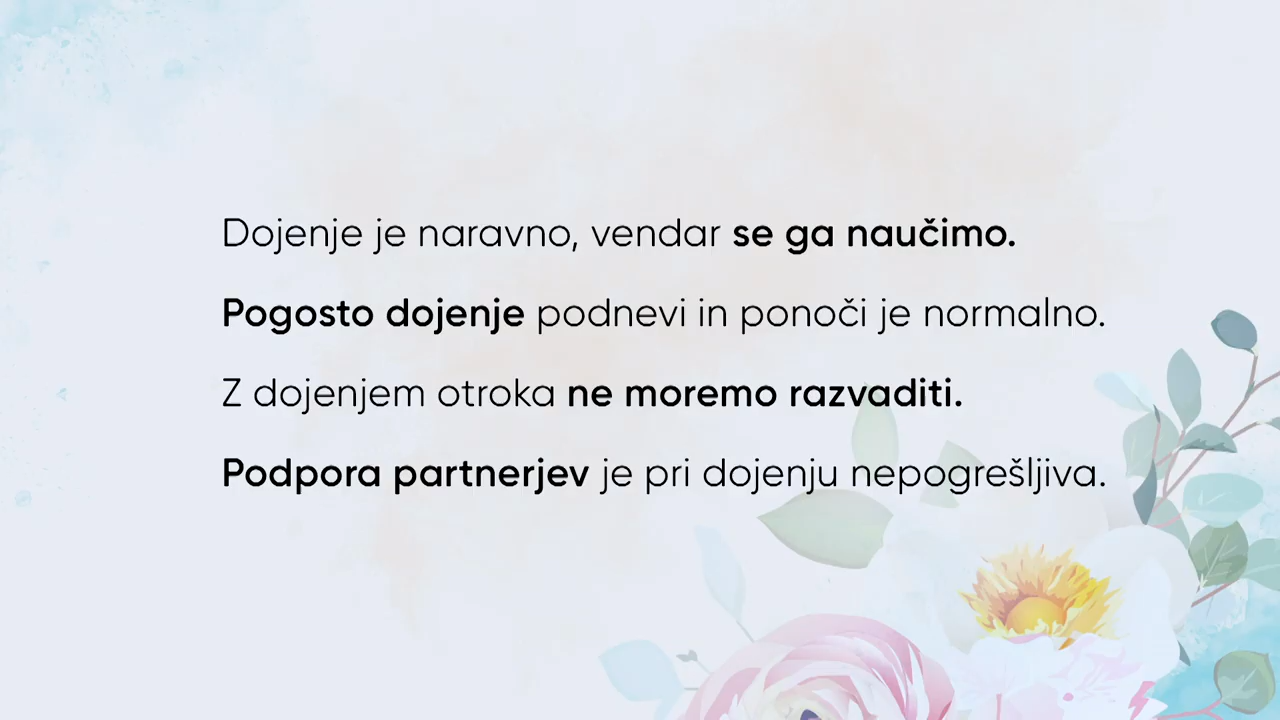 Dojenje je naravno, vendar se ga naučimo.
Pogosto dojenje podnevi in ponoči je normalno.
Z dojenjem otroka ne moremo razvaditi.
Podpora partnerjev je pri dojenju nepogrešljiva.